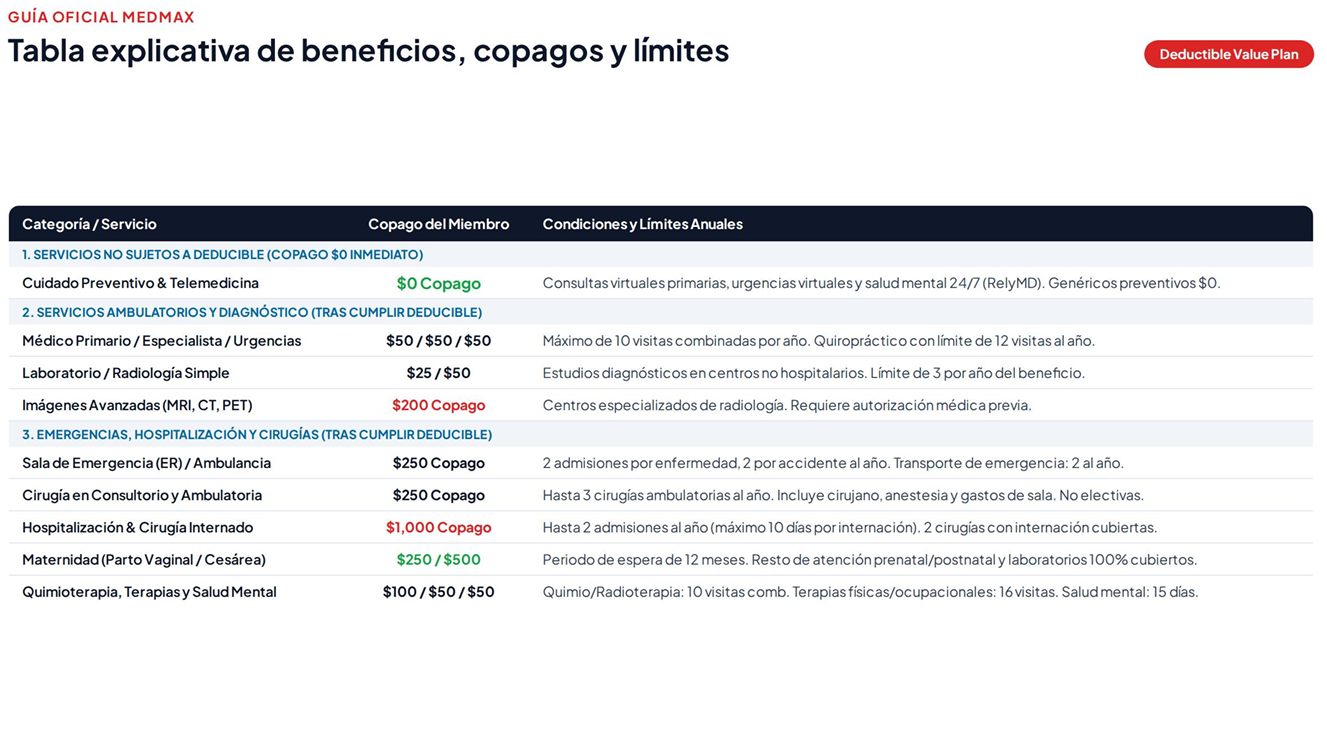 GUÍA OFICIAL MEDMAX
Tabla explicativa de beneficios, copagos y límites
Deductible Value Plan
Categoría / Servicio Copago del Miembro Condiciones y Límites Anuales
1. SERVICIOS NO SUJETOS A DEDUCIBLE (COPAGO $0 INMEDIATO)
Cuidado Preventivo & Telemedicina $0 Copago Consultas virtuales primarias, urgencias virtuales y salud mental 24/7 (RelyMD). Genéricos preventivos $0.
2. SERVICIOS AMBULATORIOS Y DIAGNÓSTICO (TRAS CUMPLIR DEDUCIBLE)
Médico Primario / Especialista / Urgencias $50 / $50 / $50 Máximo de 10 visitas combinadas por año. Quiropráctico con límite de 12 visitas al año.
Laboratorio / Radiología Simple $25 / $50 Estudios diagnósticos en centros no hospitalarios. Límite de 3 por año del beneficio.
Imágenes Avanzadas (MRI, CT, PET) $200 Copago Centros especializados de radiología. Requiere autorización médica previa.
3. EMERGENCIAS, HOSPITALIZACIÓN Y CIRUGÍAS (TRAS CUMPLIR DEDUCIBLE)
Sala de Emergencia (ER) / Ambulancia $250 Copago 2 admisiones por enfermedad, 2 por accidente al año. Transporte de emergencia: 2 al año.
Cirugía en Consultorio y Ambulatoria $250 Copago Hasta 3 cirugías ambulatorias al año. Incluye cirujano, anestesia y gastos de sala. No electivas.
Hospitalización & Cirugía Internado $1,000 Copago Hasta 2 admisiones al año (máximo 10 días por internación). 2 cirugías con internación cubiertas.
Maternidad (Parto Vaginal / Cesárea) $250 / $500 Periodo de espera de 12 meses. Resto de atención prenatal/postnatal y laboratorios 100% cubiertos.
Quimioterapia, Terapias y Salud Mental $100 / $50 / $50 Quimio/Radioterapia: 10 visitas comb. Terapias físicas/ocupacionales: 16 visitas. Salud mental: 15 días.